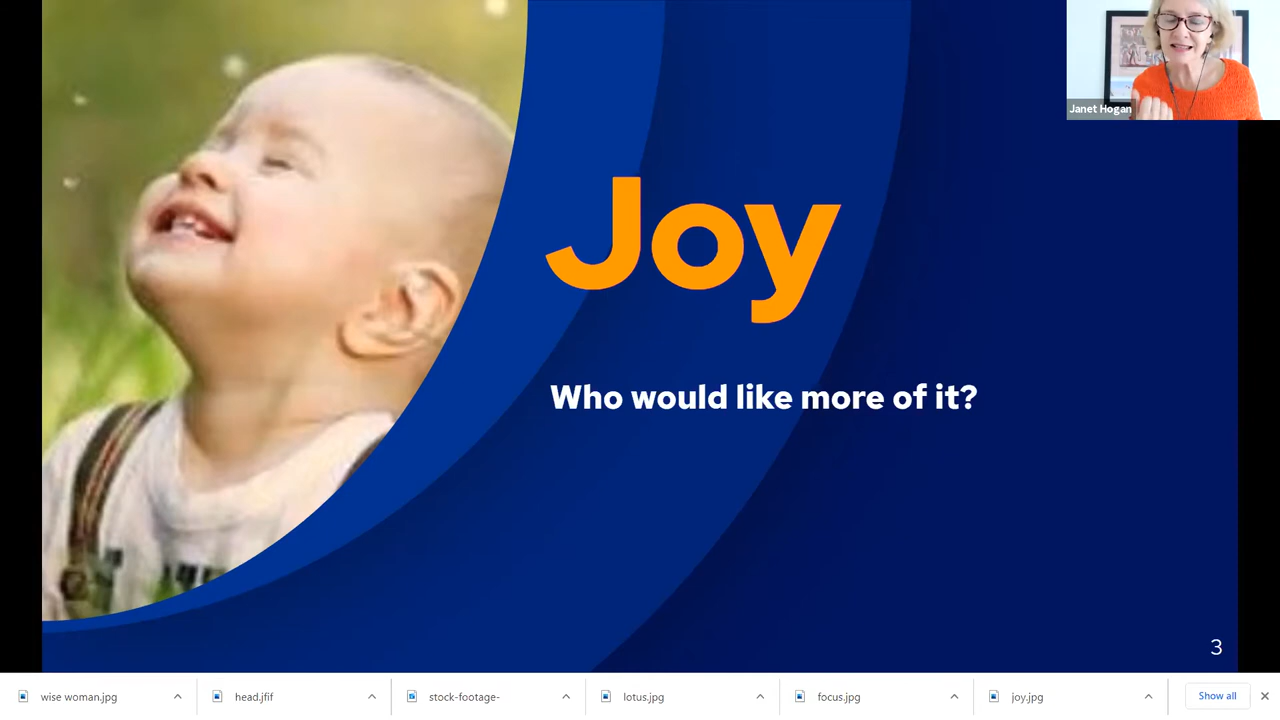 Janet Hogan
Joy
Who would like more of it?
3
wise woman.jpg
head.jfif
stock-footage-
lotus.jpg
focus.jpg
joy.jpg
Show all